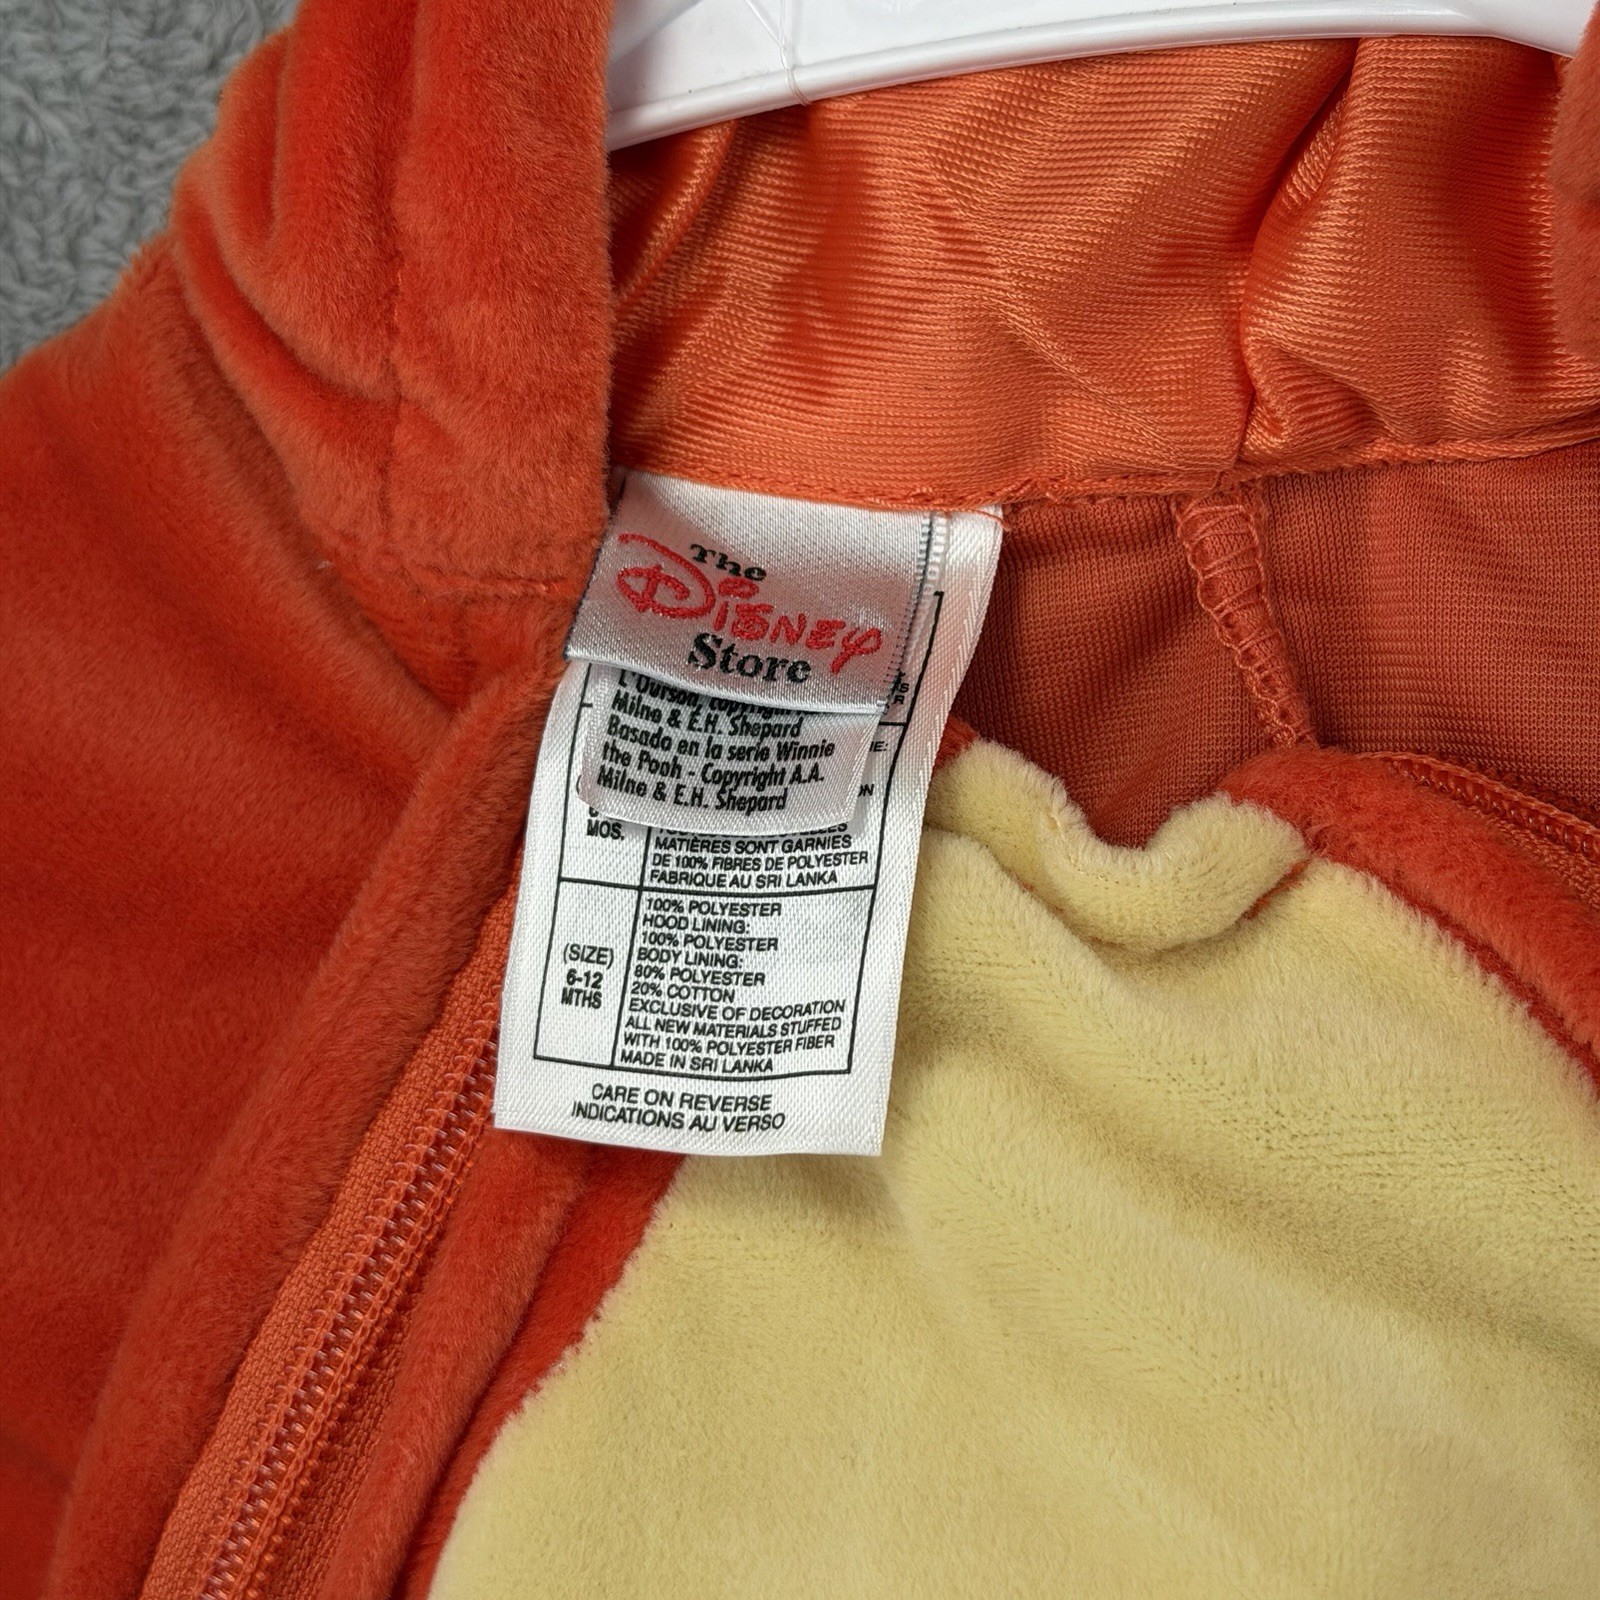 The
Disney
Store
L'Ourson, copyright
Milne & E.H. Shepard
Basado en la serie Winnie
the Pooh - Copyright A.A.
Milne & E.H. Shepard
MOS.
MATIÈRES SONT GARNIES
DE 100% FIBRES DE POLYESTER
FABRIQUE AU SRI LANKA
(SIZE)
6-12
MTHS
100% POLYESTER
HOOD LINING:
100% POLYESTER
BODY LINING:
80% POLYESTER
20% COTTON
EXCLUSIVE OF DECORATION
ALL NEW MATERIALS STUFFED
WITH 100% POLYESTER FIBER
MADE IN SRI LANKA
CARE ON REVERSE
INDICATIONS AU VERSO